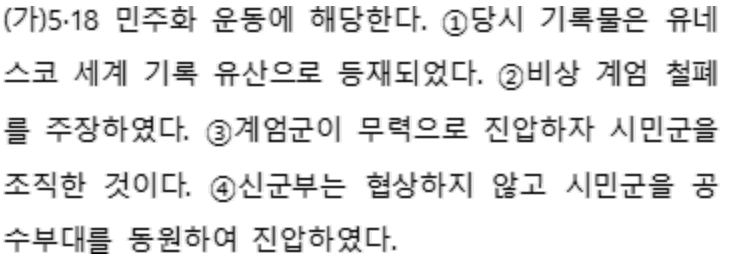 (가)5·18 민주화 운동에 해당한다. ①당시 기록물은 유네
스코 세계 기록 유산으로 등재되었다. ②비상 계엄 철폐
를 주장하였다. ③계엄군이 무력으로 진압하자 시민군을
조직한 것이다. ④신군부는 협상하지 않고 시민군을 공
수부대를 동원하여 진압하였다.